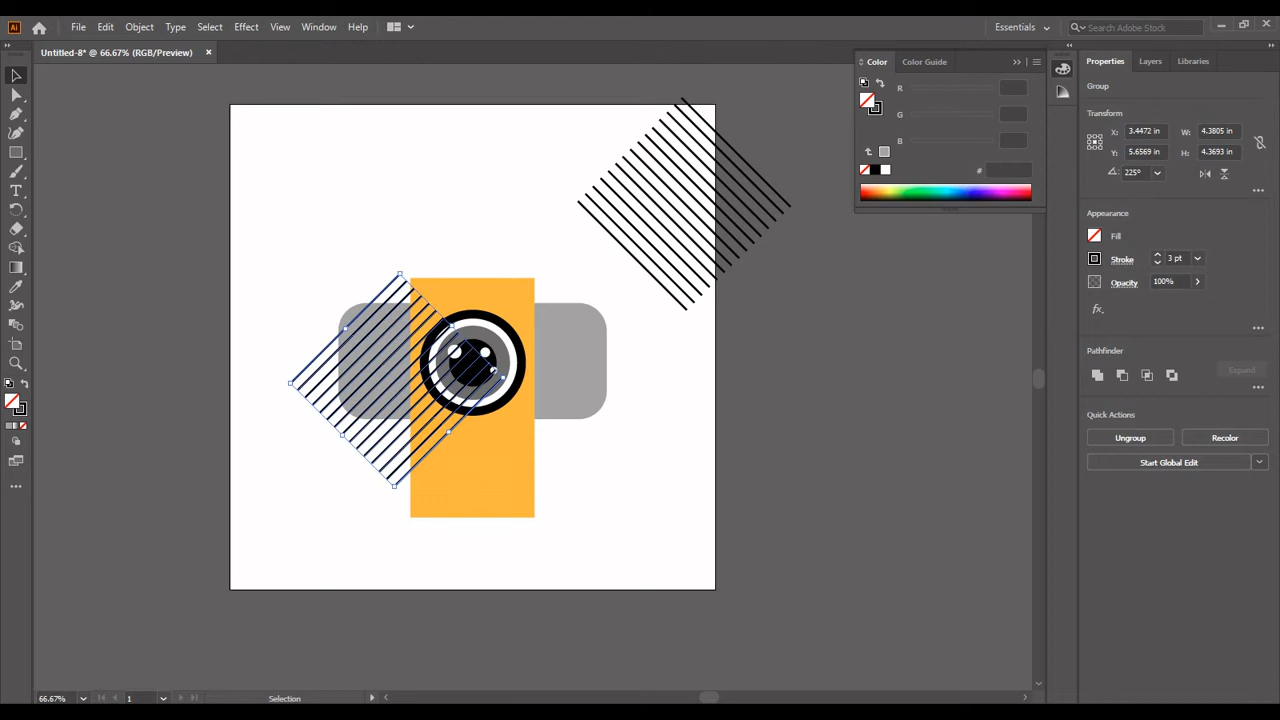 Ai File Edit Object Type Select Effect View Window Help Essentials Search Adobe Stock
Untitled-8* @ 66.67% (RGB/Preview) ×
Color Color Guide
R
G
B
#
Properties Layers Libraries
Group
Transform
X: 3.4472 in W: 4.3805 in
Y: 5.6569 in H: 4.3693 in
225°
Appearance
Fill
Stroke 3 pt
Opacity 100%
fx.
Pathfinder
Expand
Quick Actions
Ungroup Recolor
Start Global Edit
66.67% 1 Selection